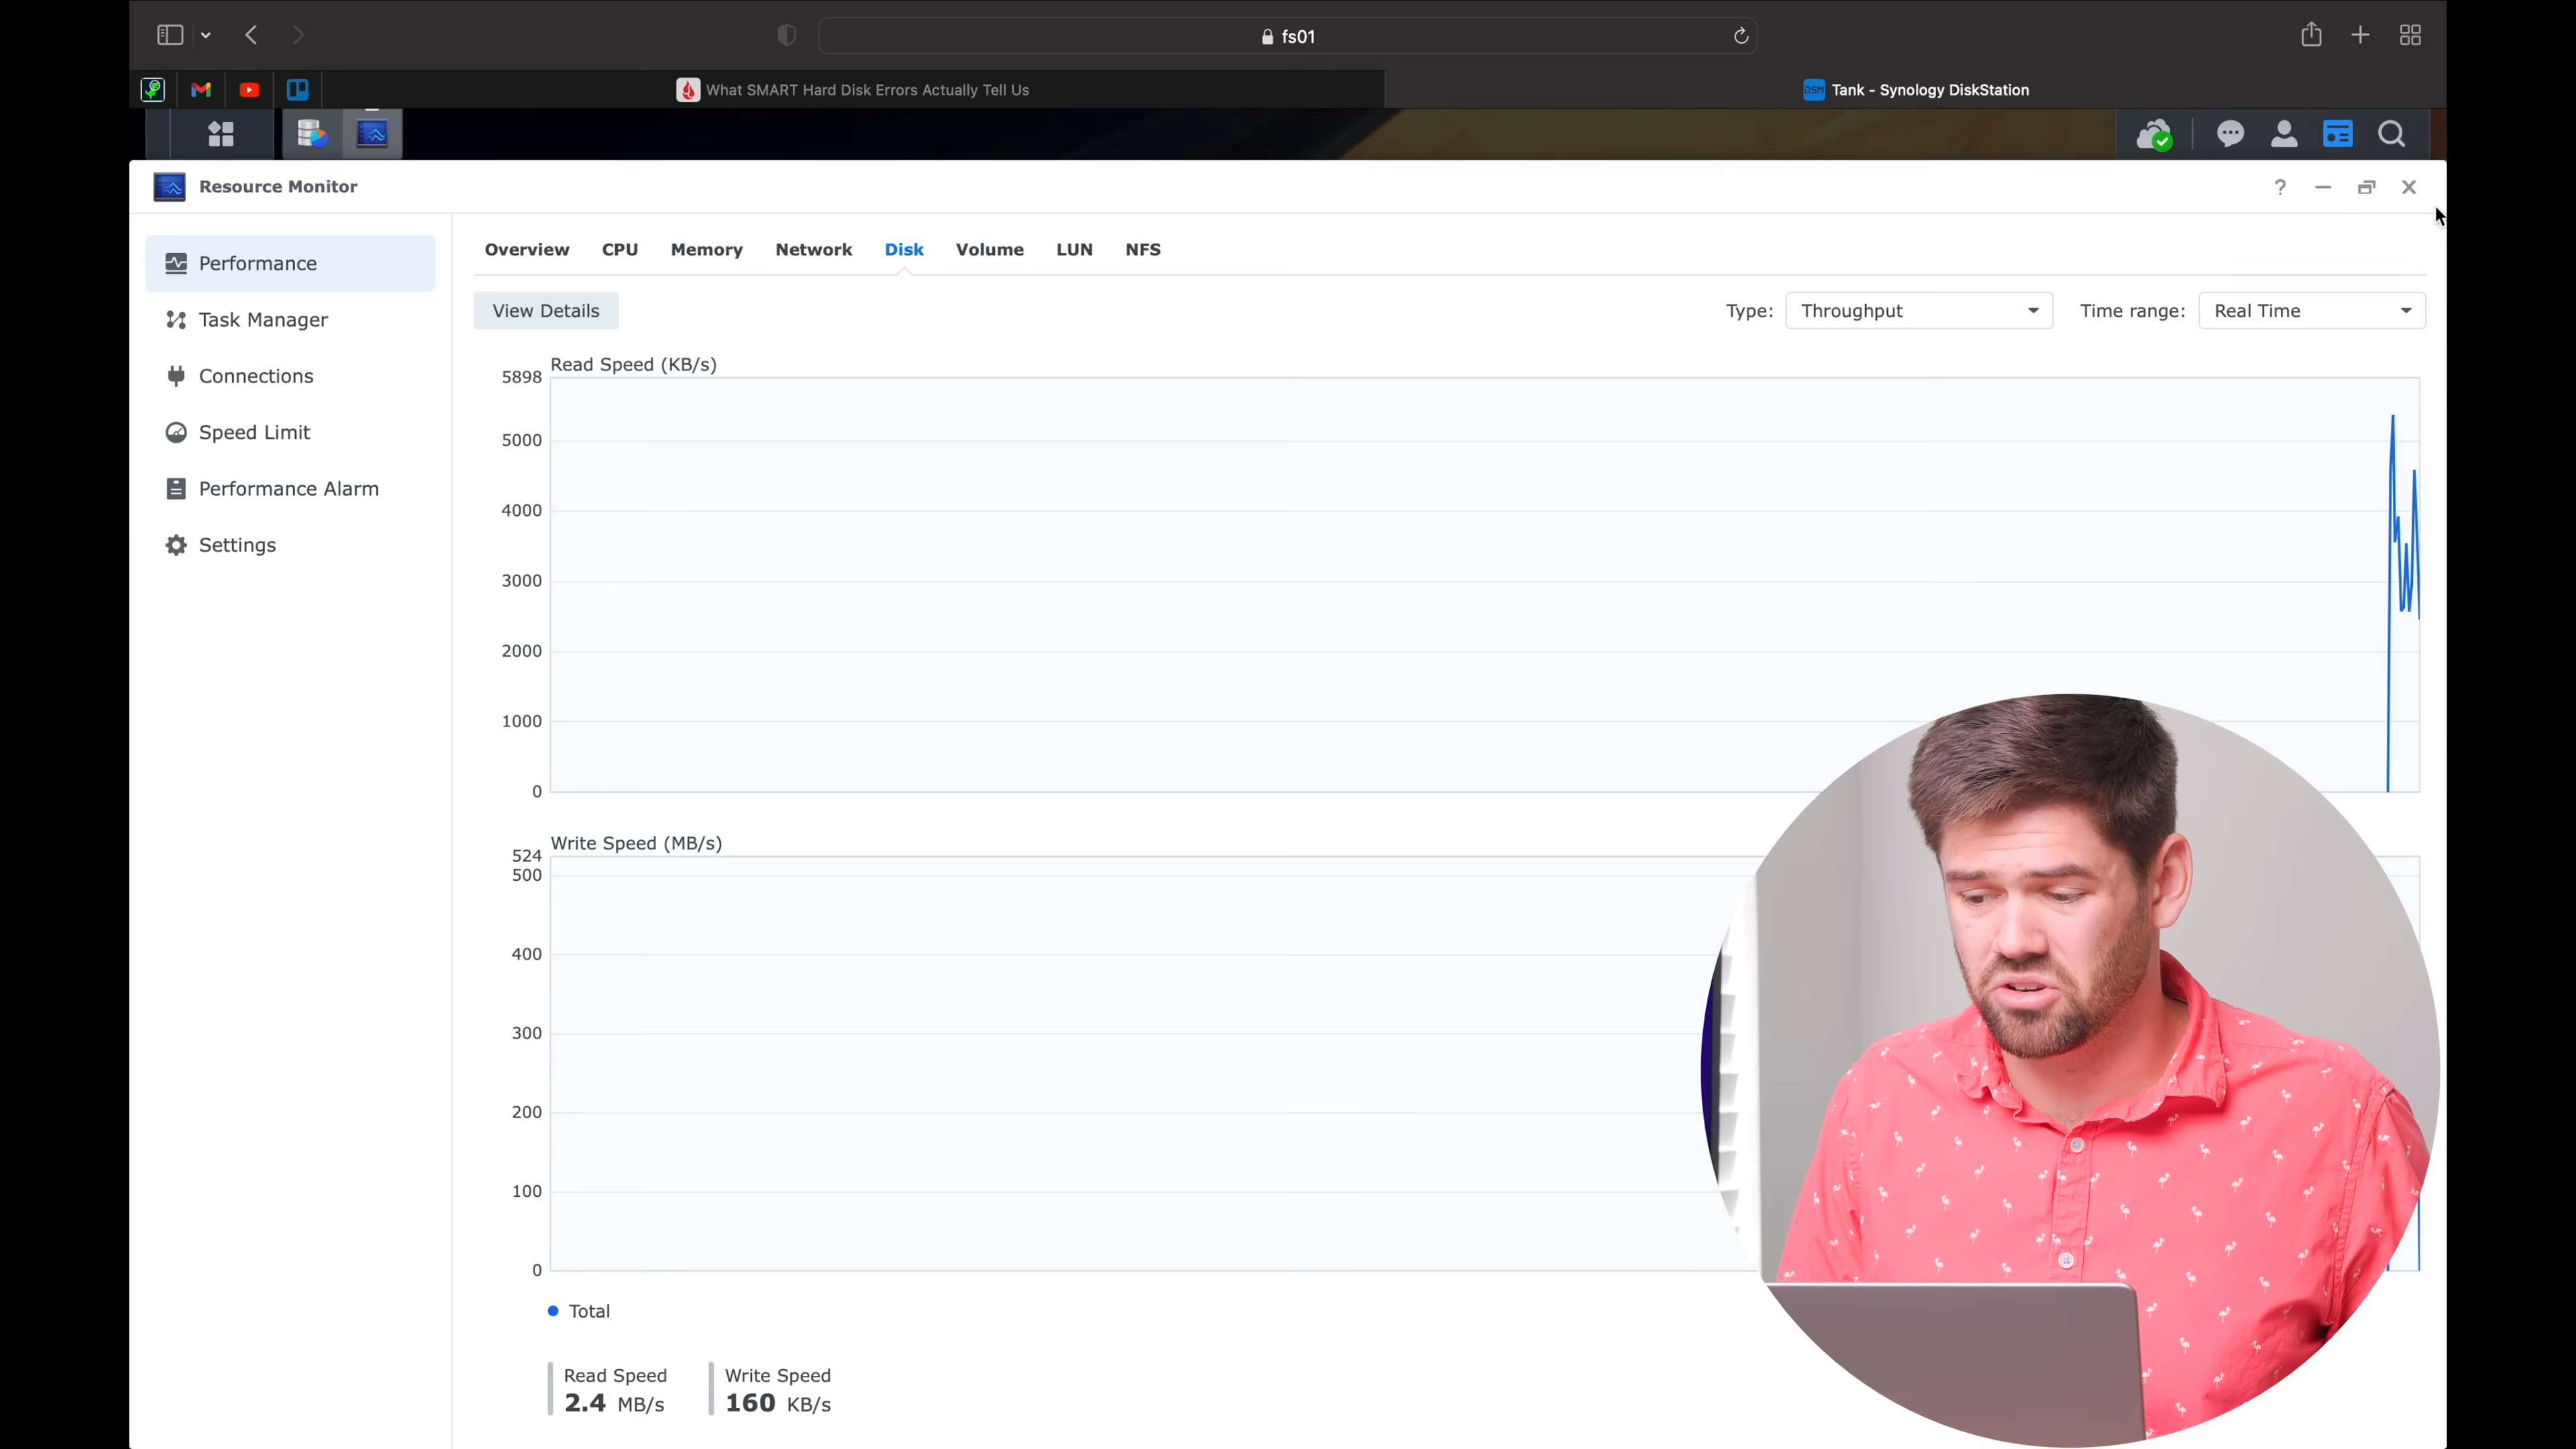 fs01
What SMART Hard Disk Errors Actually Tell Us
DSM Tank - Synology DiskStation
Resource Monitor
?
Performance
Task Manager
Connections
Speed Limit
Performance Alarm
Settings
Overview CPU Memory Network Disk Volume LUN NFS
View Details
Type: Throughput Time range: Real Time
Read Speed (KB/s)
5898
5000
4000
3000
2000
1000
0
Write Speed (MB/s)
524
500
400
300
200
100
0
Total
Read Speed Write Speed
2.4 MB/s 160 KB/s